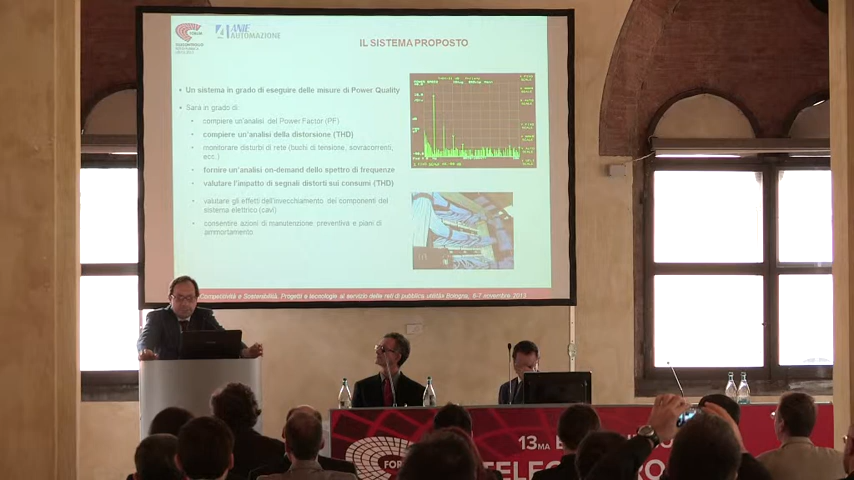 FORUM
TELECONTROLLO
ANIE
AUTOMAZIONE
IL SISTEMA PROPOSTO
• Un sistema in grado di eseguire delle misure di Power Quality
• Sarà in grado di:
• compiere un'analisi del Power Factor (PF)
• compiere un'analisi della distorsione (THD)
• monitorare disturbi di rete (buchi di tensione, sovracorrenti,
ecc.)
• fornire un'analisi on-demand dello spettro di frequenze
• valutare l'impatto di segnali distorti sui consumi (THD)
• valutare gli effetti dell'invecchiamento dei componenti del
sistema elettrico (cavi)
• consentire azioni di manutenzione preventiva e piani di
ammortamento
Competitività e Sostenibilità. Progetti e tecnologie al servizio delle reti di pubblica utilità• Bologna, 6-7 novembre 2013
13MA
FOR
TELEC